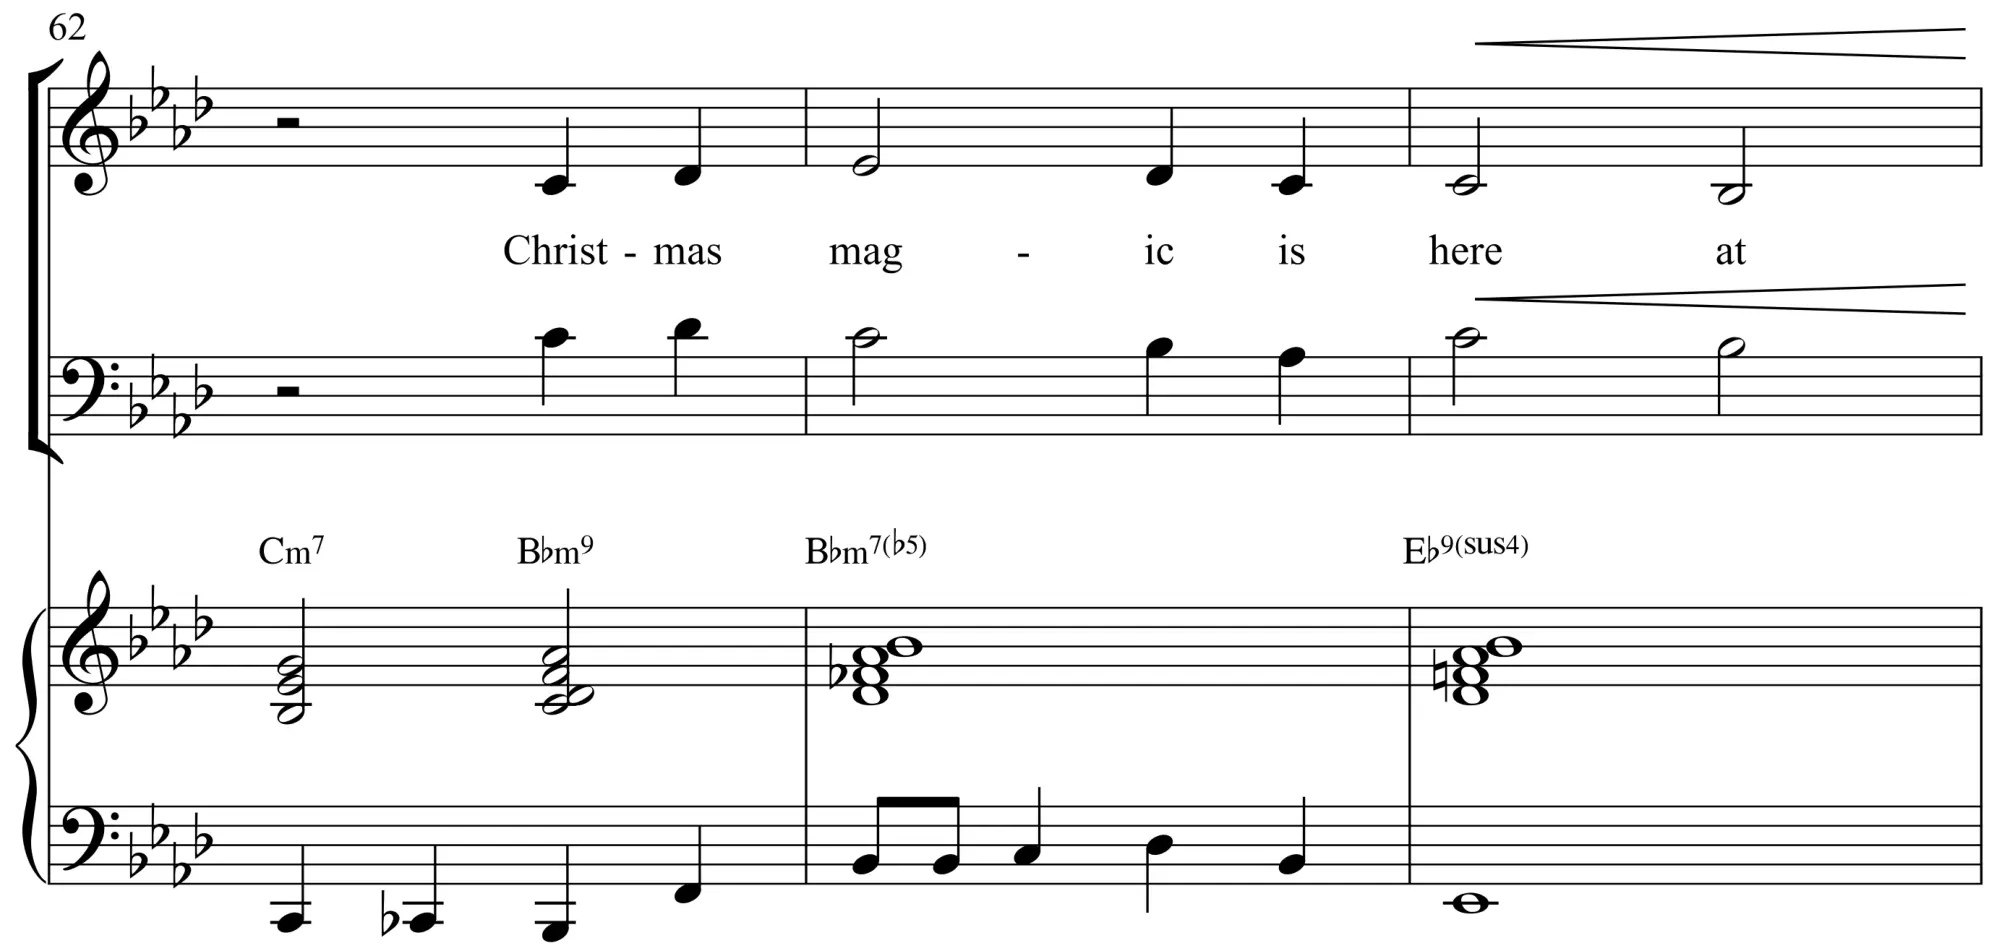 62
Christ - mas mag - ic is here at
Cm7 B♭m9 B♭m7(♭5) E♭9(sus4)